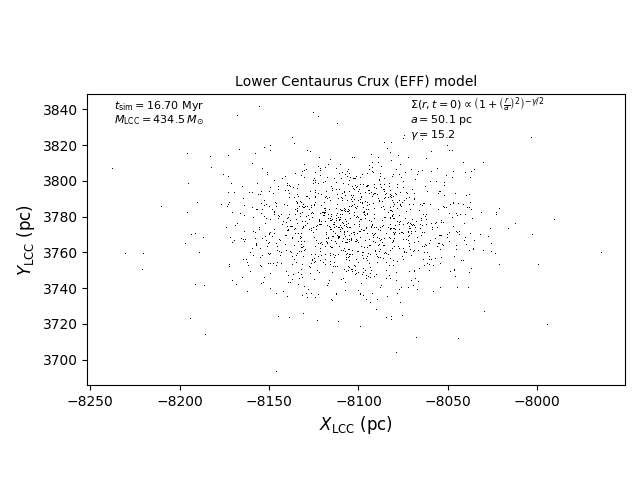 Lower Centaurus Crux (EFF) model
t_sim = 16.70 Myr
M_LCC = 434.5 M_⊙
Σ(r, t = 0) ∝ (1 + (r/a)^2)^{−γ/2}
a = 50.1 pc
γ = 15.2
Y_LCC (pc)
3840
3820
3800
3780
3760
3740
3720
3700
−8250 −8200 −8150 −8100 −8050 −8000
X_LCC (pc)